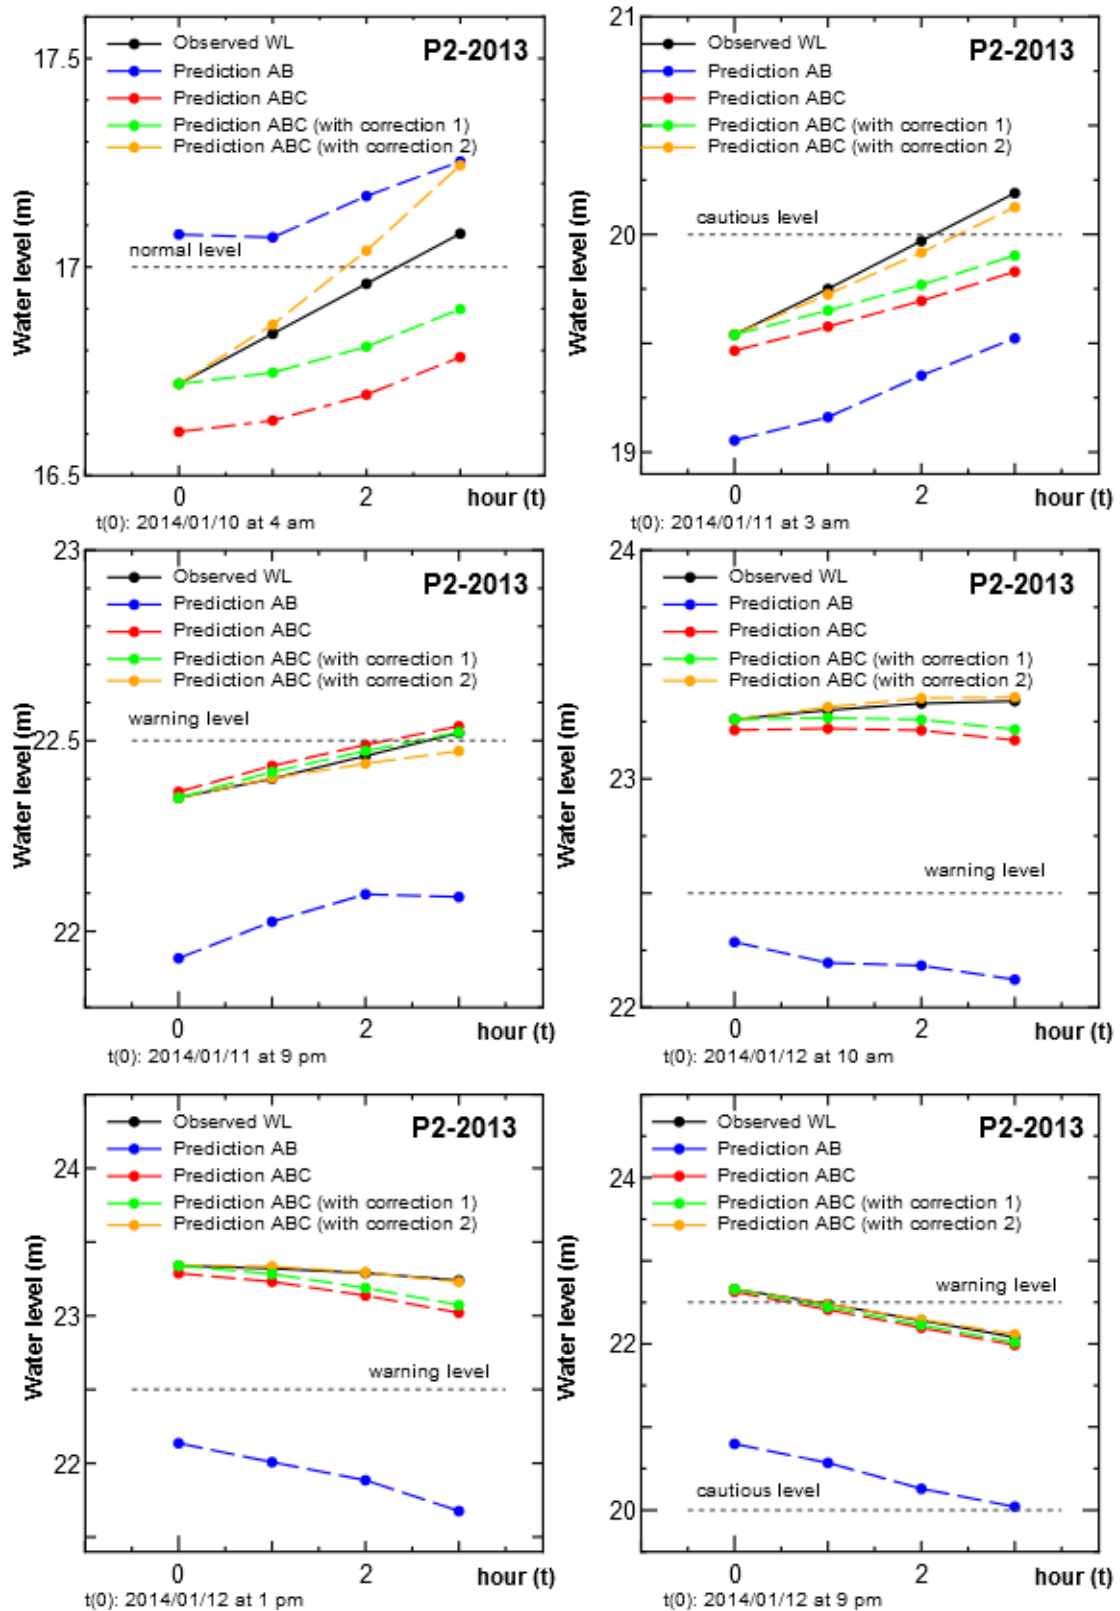 Observed WL
P2-2013
Prediction AB
Prediction ABC
Prediction ABC (with correction 1)
Prediction ABC (with correction 2)
normal level
Water level (m)
17.5
17
16.5
0
2
hour (t)
t(0): 2014/01/10 at 4 am
Observed WL
P2-2013
Prediction AB
Prediction ABC
Prediction ABC (with correction 1)
Prediction ABC (with correction 2)
cautious level
Water level (m)
21
20
19
0
2
hour (t)
t(0): 2014/01/11 at 3 am
Observed WL
P2-2013
Prediction AB
Prediction ABC
Prediction ABC (with correction 1)
Prediction ABC (with correction 2)
warning level
Water level (m)
23
22.5
22
0
2
hour (t)
t(0): 2014/01/11 at 9 pm
Observed WL
P2-2013
Prediction AB
Prediction ABC
Prediction ABC (with correction 1)
Prediction ABC (with correction 2)
warning level
Water level (m)
24
23
22
0
2
hour (t)
t(0): 2014/01/12 at 10 am
Observed WL
P2-2013
Prediction AB
Prediction ABC
Prediction ABC (with correction 1)
Prediction ABC (with correction 2)
warning level
Water level (m)
24
23
22
0
2
hour (t)
t(0): 2014/01/12 at 1 pm
Observed WL
P2-2013
Prediction AB
Prediction ABC
Prediction ABC (with correction 1)
Prediction ABC (with correction 2)
warning level
cautious level
Water level (m)
24
22
20
0
2
hour (t)
t(0): 2014/01/12 at 9 pm